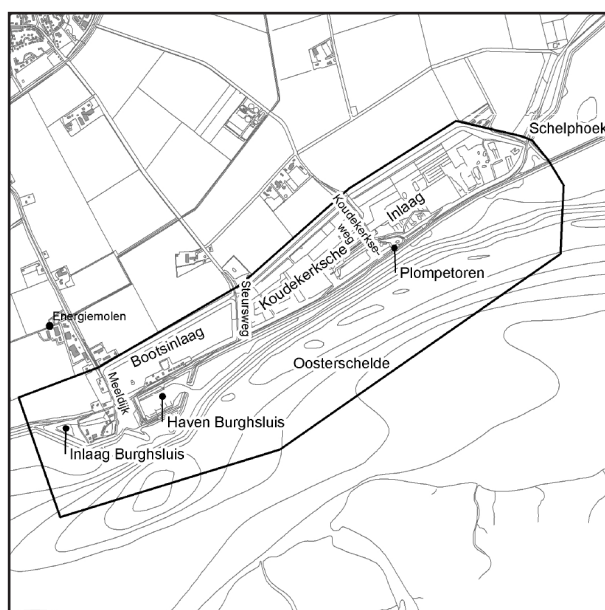 Schelphoek
Koudekerkse-
weg
Inlaag
Koudekerksche
Plompetoren
Steursweg
Energiemolen
Bootsinlaag
Oosterschelde
Meeldijk
Haven Burghsluis
Inlaag Burghsluis